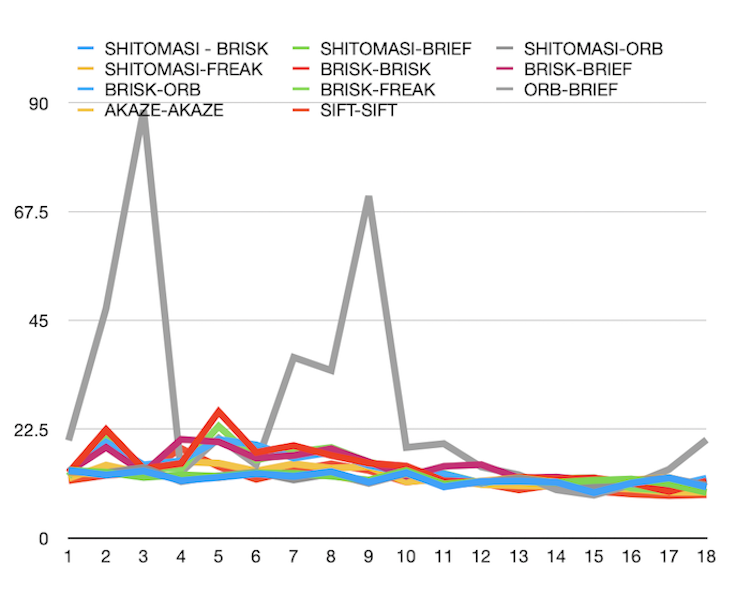 SHITOMASI - BRISK SHITOMASI-BRIEF SHITOMASI-ORB
SHITOMASI-FREAK BRISK-BRISK BRISK-BRIEF
BRISK-ORB BRISK-FREAK ORB-BRIEF
AKAZE-AKAZE SIFT-SIFT
90
67.5
45
22.5
0
1 2 3 4 5 6 7 8 9 10 11 12 13 14 15 16 17 18